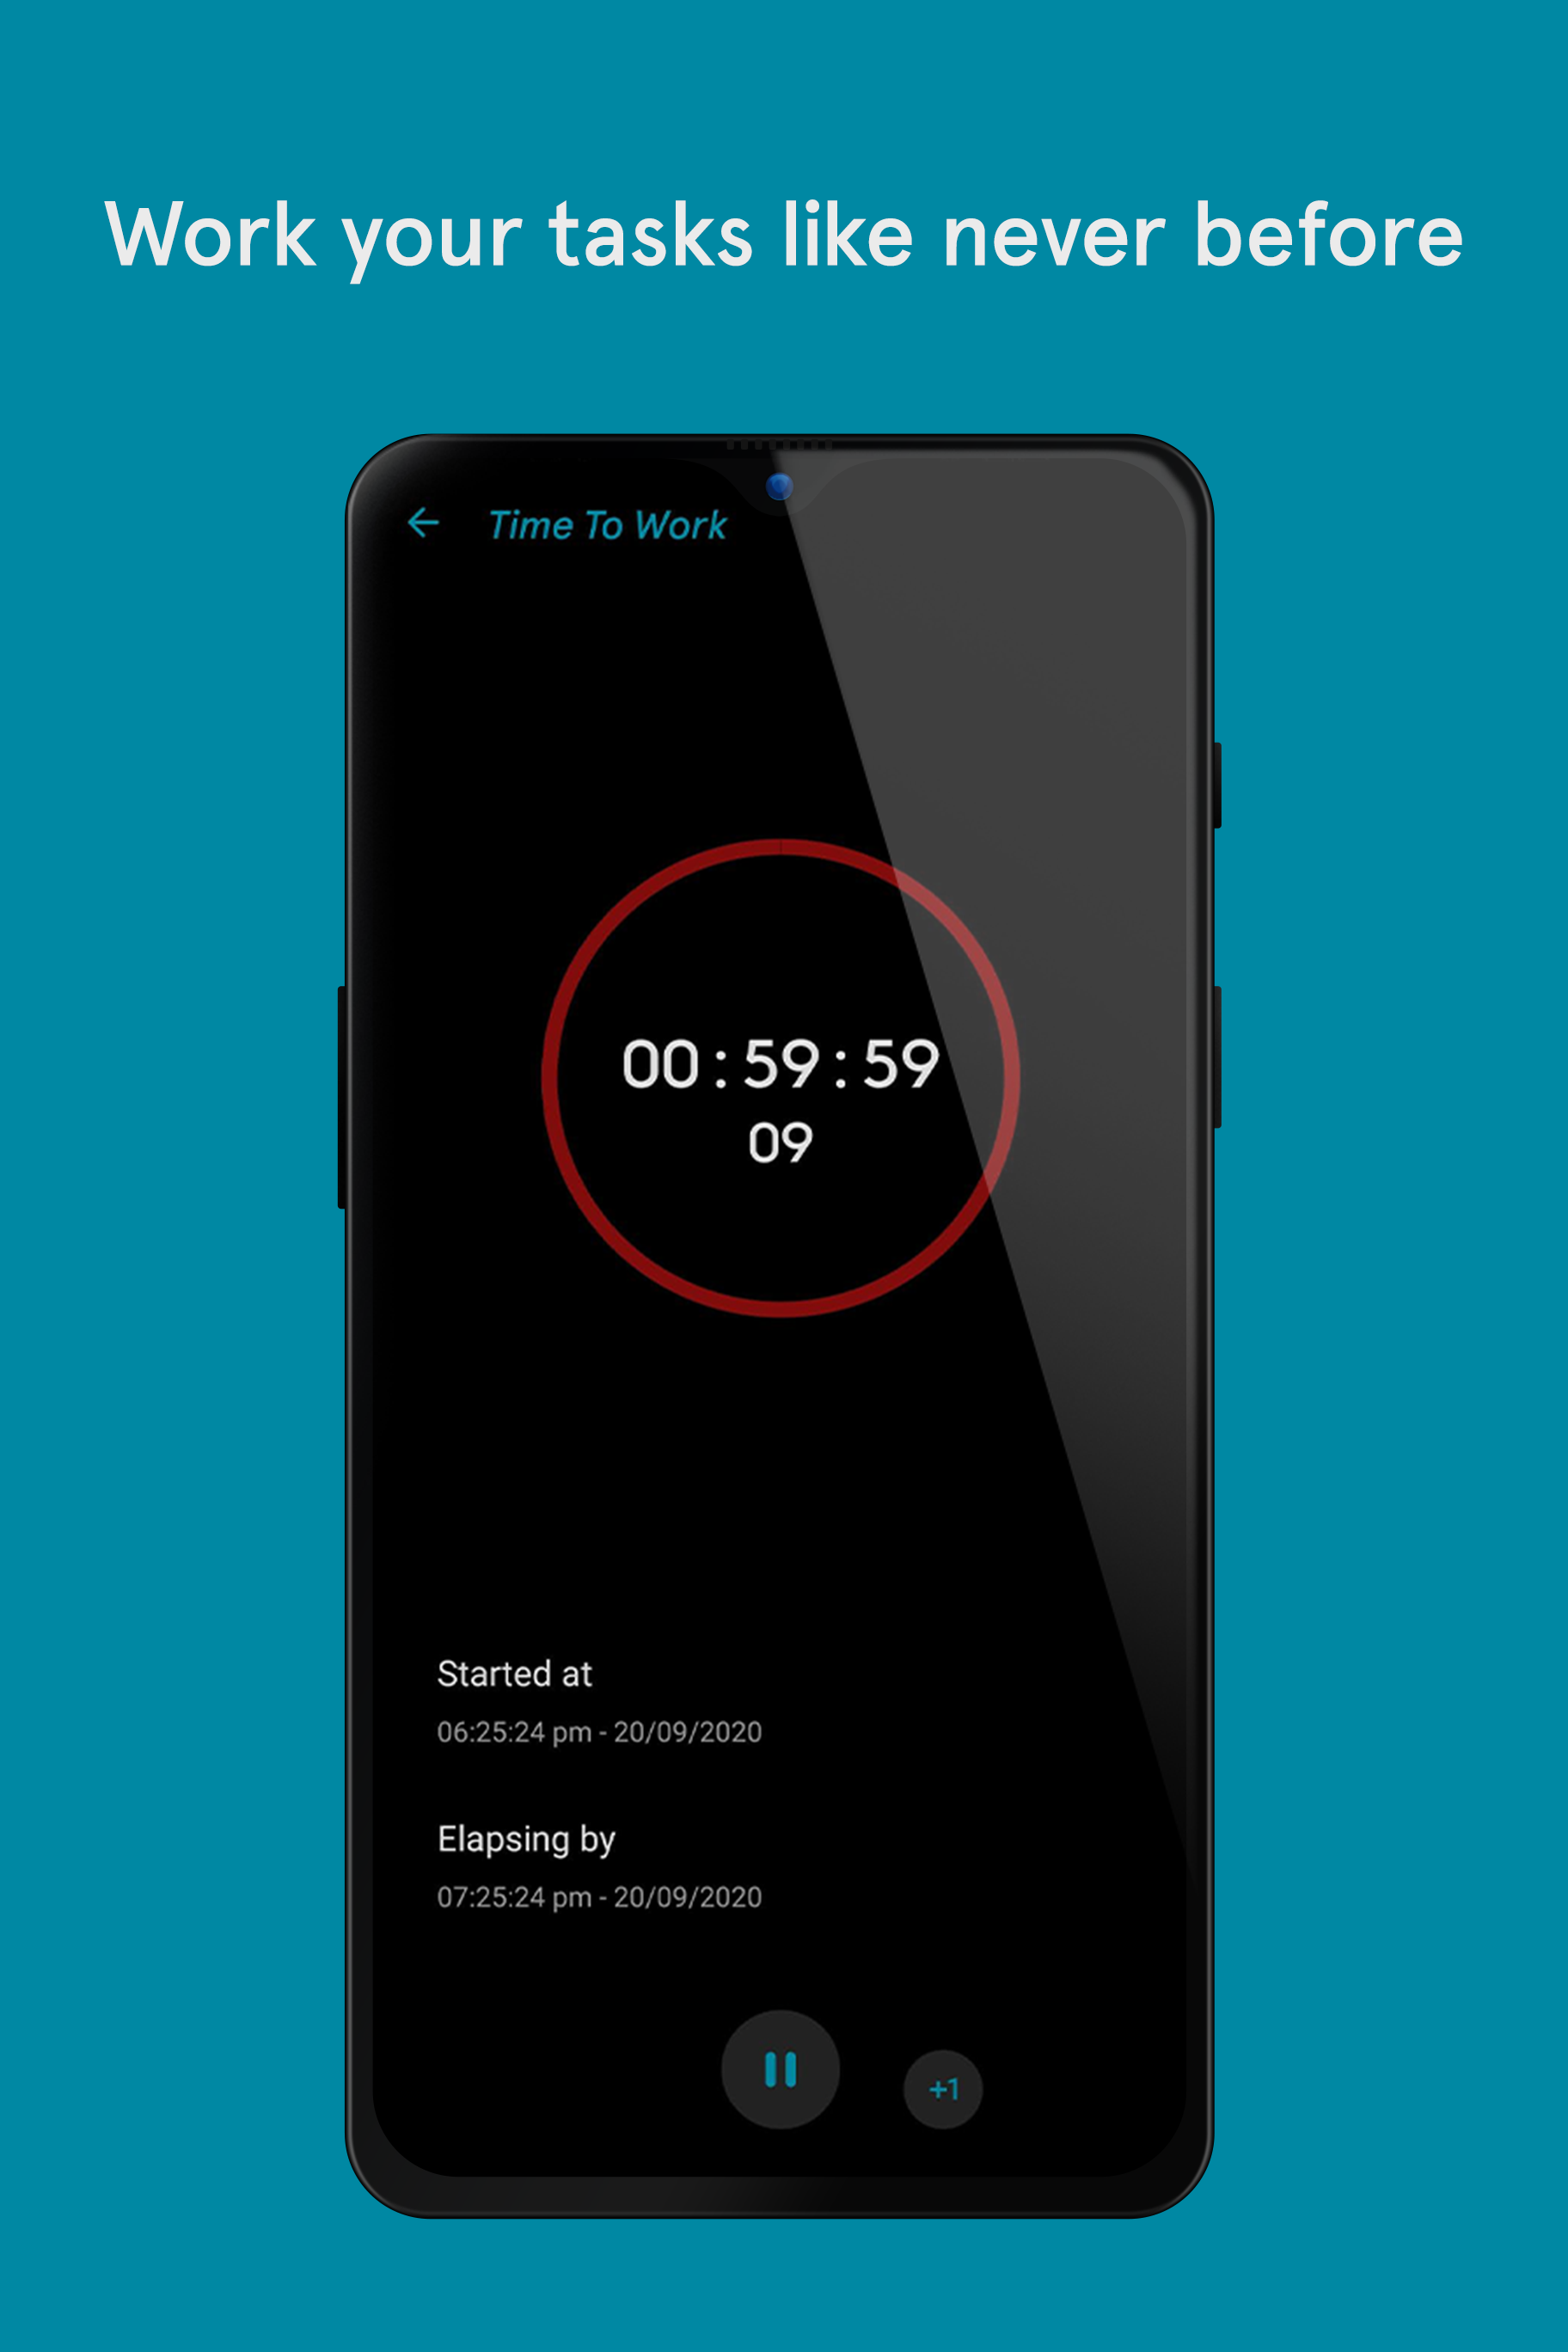 Work your tasks like never before
Time To Work
00:59:59
09
Started at
06:25:24 pm - 20/09/2020
Elapsing by
07:25:24 pm - 20/09/2020
+1